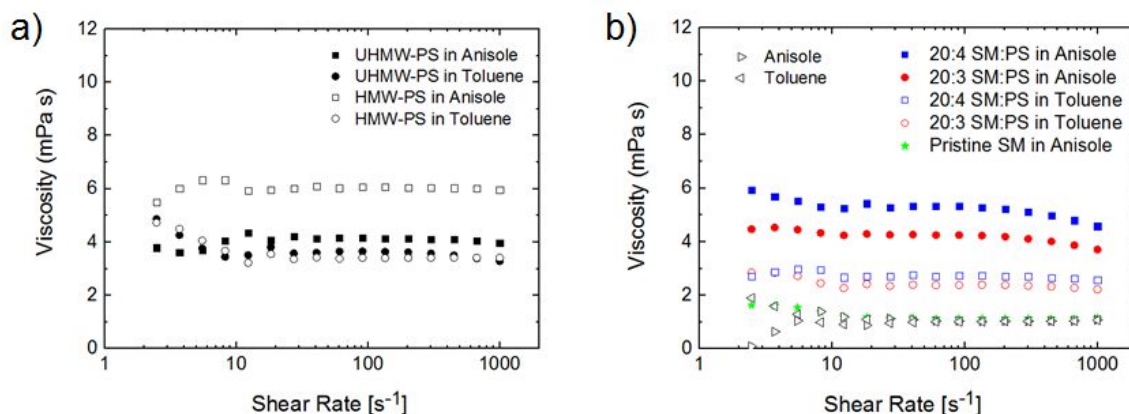 a)
12
10
8
6
4
2
0
Viscosity (mPa s)
UHMW-PS in Anisole
UHMW-PS in Toluene
HMW-PS in Anisole
HMW-PS in Toluene
1 10 100 1000
Shear Rate [s⁻¹]
b)
12
10
8
6
4
2
0
Viscosity (mPa s)
Anisole
Toluene
20:4 SM:PS in Anisole
20:3 SM:PS in Anisole
20:4 SM:PS in Toluene
20:3 SM:PS in Toluene
Pristine SM in Anisole
1 10 100 1000
Shear Rate [s⁻¹]